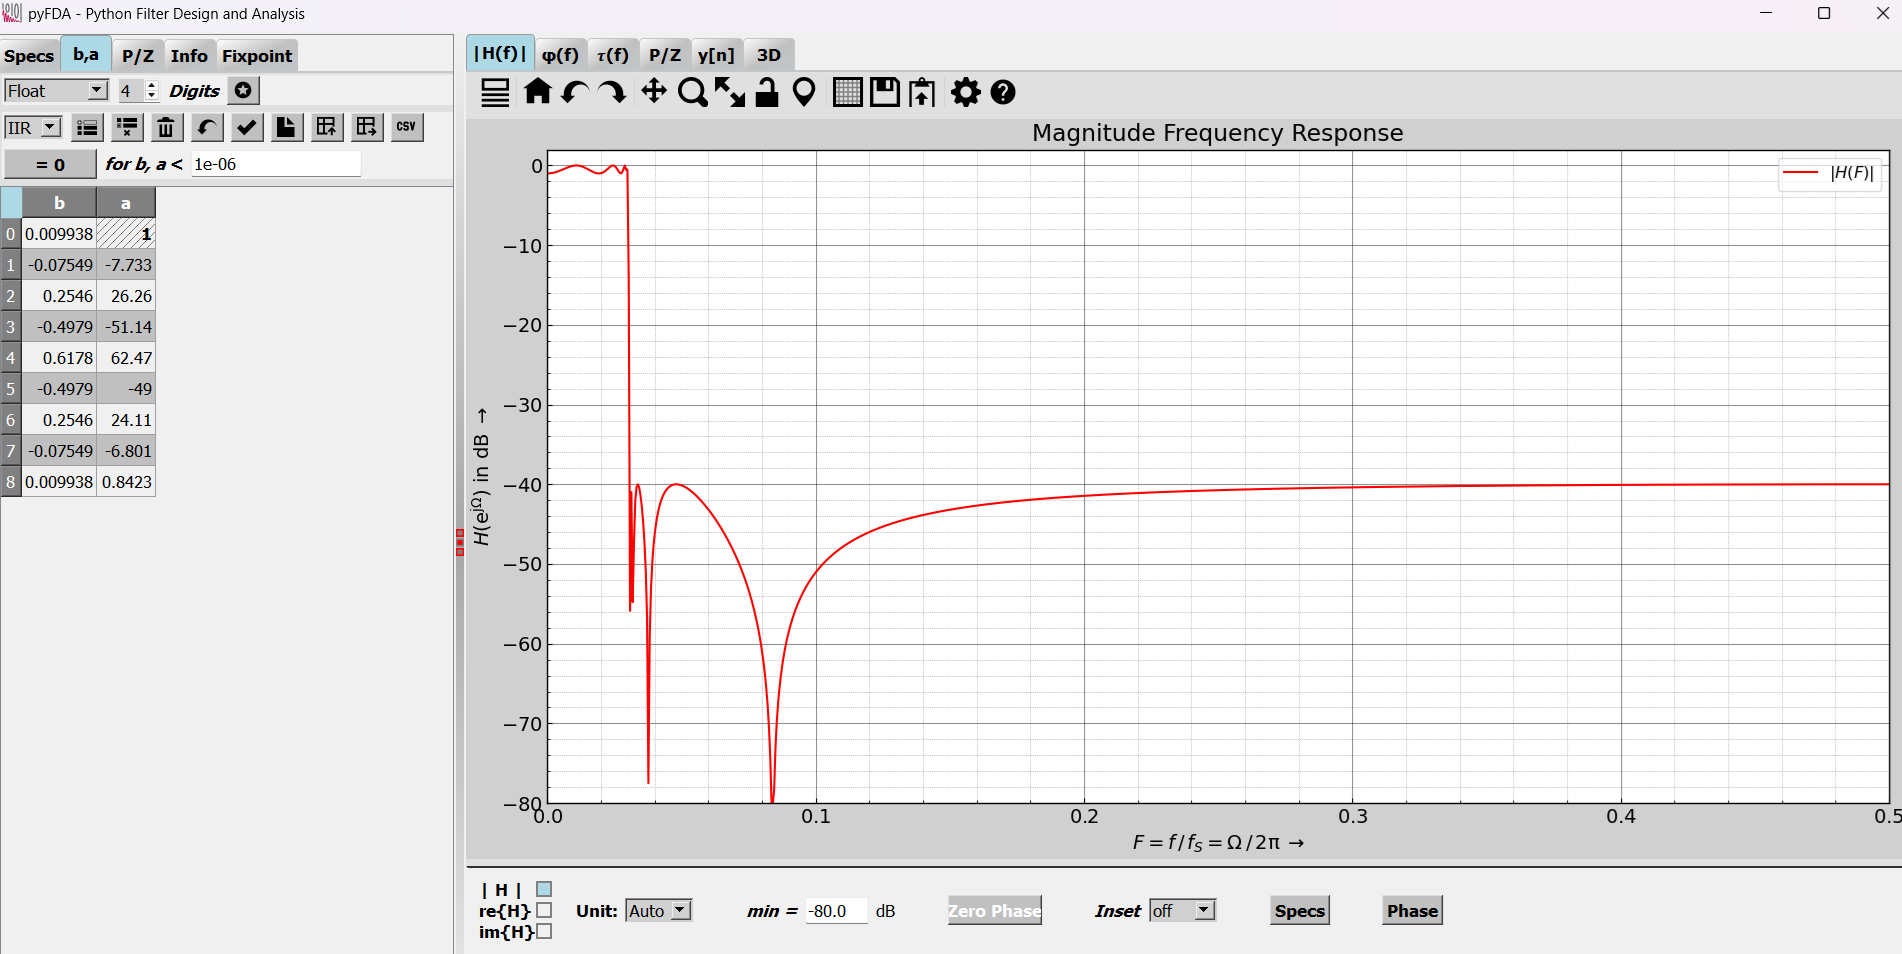 pyFDA - Python Filter Design and Analysis
Specs b,a P/Z Info Fixpoint
Float 4 Digits
IIR CSV
= 0 for b, a < 1e-06
b a
0 0.009938 1
1 -0.07549 -7.733
2 0.2546 26.26
3 -0.4979 -51.14
4 0.6178 62.47
5 -0.4979 -49
6 0.2546 24.11
7 -0.07549 -6.801
8 0.009938 0.8423
|H(f)| φ(f) τ(f) P/Z y[n] 3D
Magnitude Frequency Response
|H(F)|
0
−10
−20
−30
−40
−50
−60
−70
−80
H(e^jΩ) in dB →
0.0 0.1 0.2 0.3 0.4 0.5
F = f / f_S = Ω / 2π →
| H |
re{H}
im{H}
Unit: Auto min = -80.0 dB Zero Phase Inset off Specs Phase